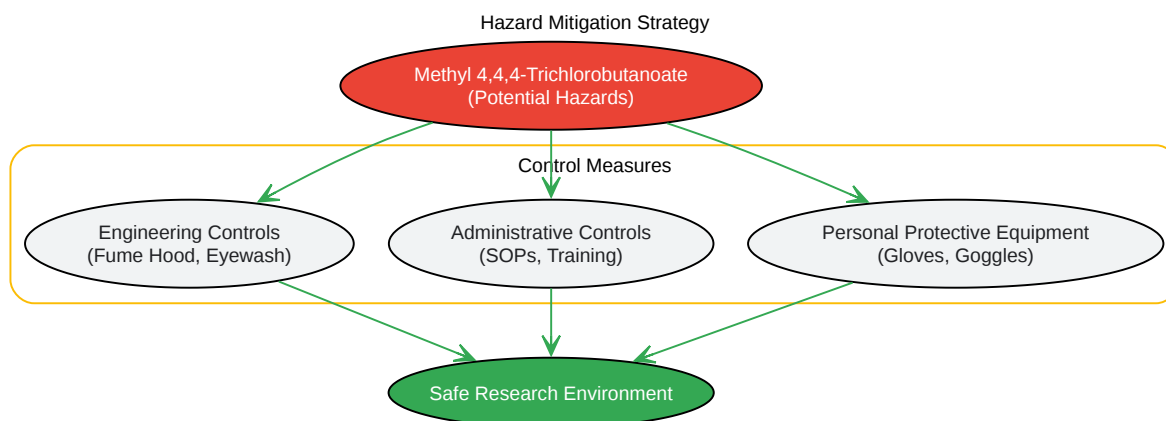 Hazard Mitigation Strategy
Methyl 4,4,4-Trichlorobutanoate
(Potential Hazards)
Control Measures
Engineering Controls
(Fume Hood, Eyewash)
Administrative Controls
(SOPs, Training)
Personal Protective Equipment
(Gloves, Goggles)
Safe Research Environment